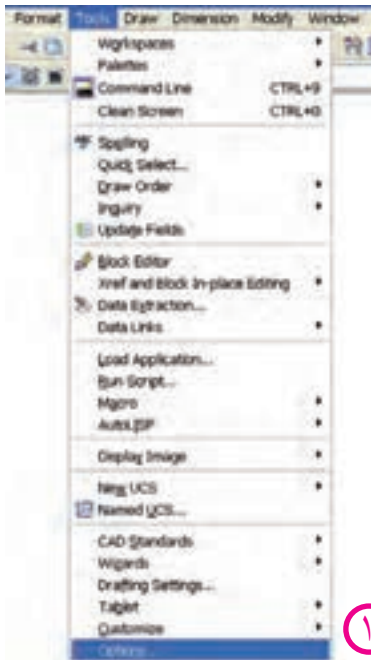 Format Tools Draw Dimension Modify Window
Workspaces
Palettes
Command Line CTRL+9
Clean Screen CTRL+0
Spelling
Quick Select...
Draw Order
Inquiry
Update Fields
Block Editor
Xref and Block In-place Editing
Data Extraction...
Data Links
Load Application...
Run Script...
Macro
AutoLISP
Display Image
New UCS
Named UCS...
CAD Standards
Wizards
Drafting Settings...
Tablet
Customize
Options...
۱